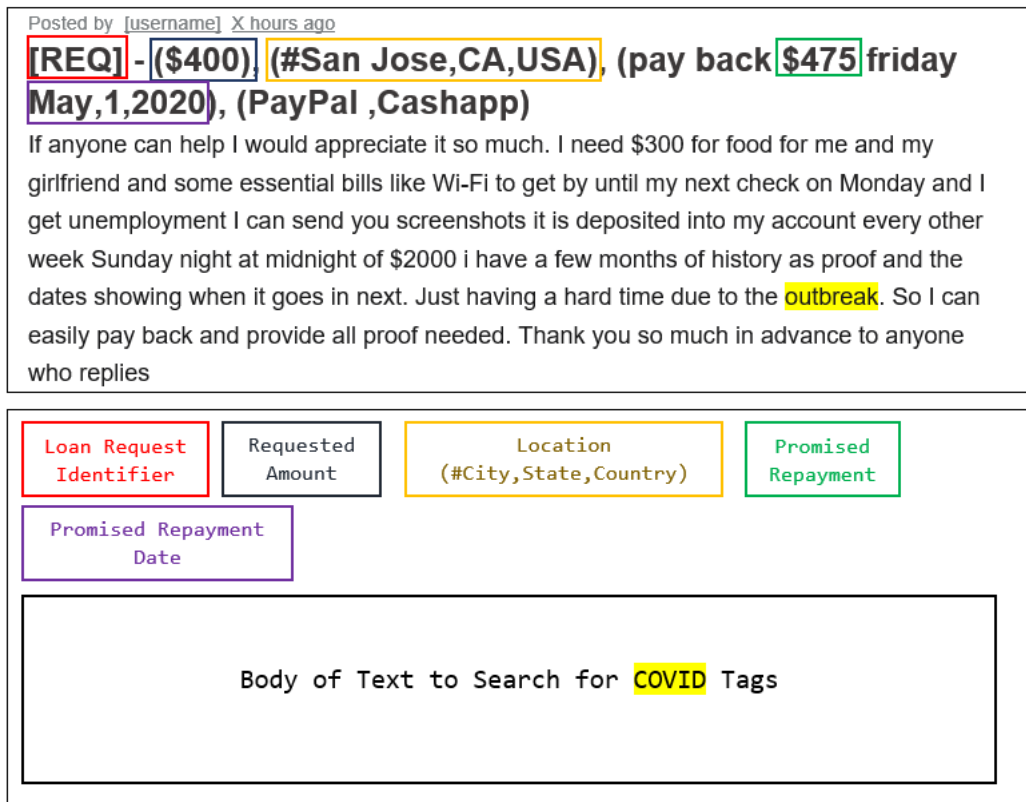 Posted by [username] X hours ago
[REQ] - ($400), (#San Jose,CA,USA), (pay back $475 friday
May,1,2020), (PayPal ,Cashapp)
If anyone can help I would appreciate it so much. I need $300 for food for me and my
girlfriend and some essential bills like Wi-Fi to get by until my next check on Monday and I
get unemployment I can send you screenshots it is deposited into my account every other
week Sunday night at midnight of $2000 i have a few months of history as proof and the
dates showing when it goes in next. Just having a hard time due to the outbreak. So I can
easily pay back and provide all proof needed. Thank you so much in advance to anyone
who replies
Loan Request
Identifier
Requested
Amount
Location
(#City,State,Country)
Promised
Repayment
Promised Repayment
Date
Body of Text to Search for COVID Tags